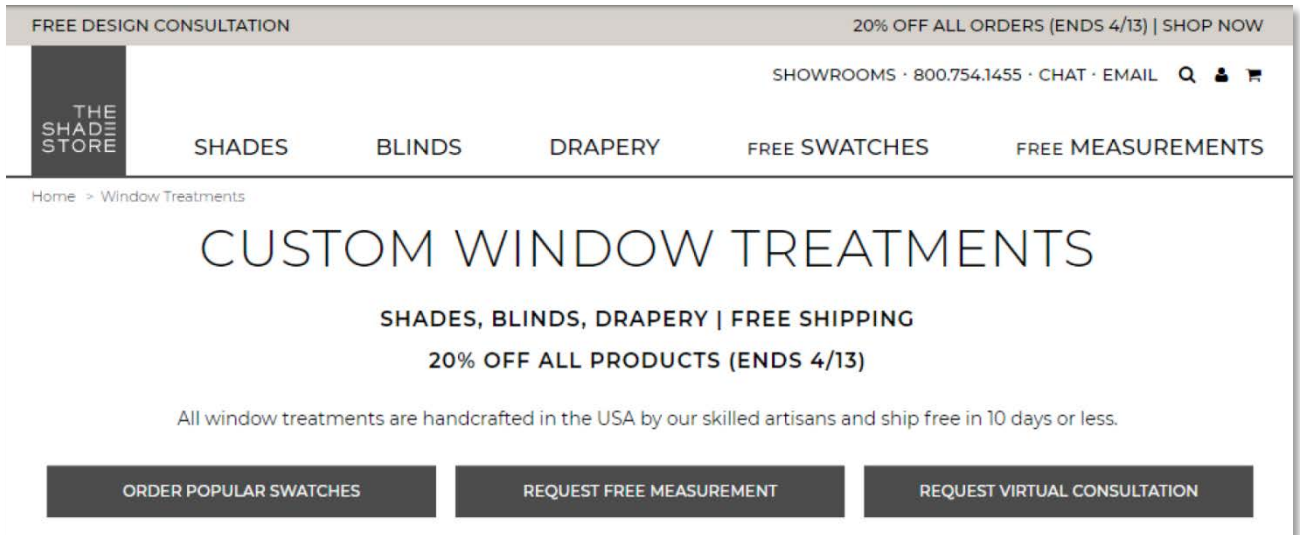 FREE DESIGN CONSULTATION
20% OFF ALL ORDERS (ENDS 4/13) | SHOP NOW
SHOWROOMS · 800.754.1455 · CHAT · EMAIL
THE
SHADE
STORE
SHADES BLINDS DRAPERY FREE SWATCHES FREE MEASUREMENTS
Home > Window Treatments
CUSTOM WINDOW TREATMENTS
SHADES, BLINDS, DRAPERY | FREE SHIPPING
20% OFF ALL PRODUCTS (ENDS 4/13)
All window treatments are handcrafted in the USA by our skilled artisans and ship free in 10 days or less.
ORDER POPULAR SWATCHES
REQUEST FREE MEASUREMENT
REQUEST VIRTUAL CONSULTATION